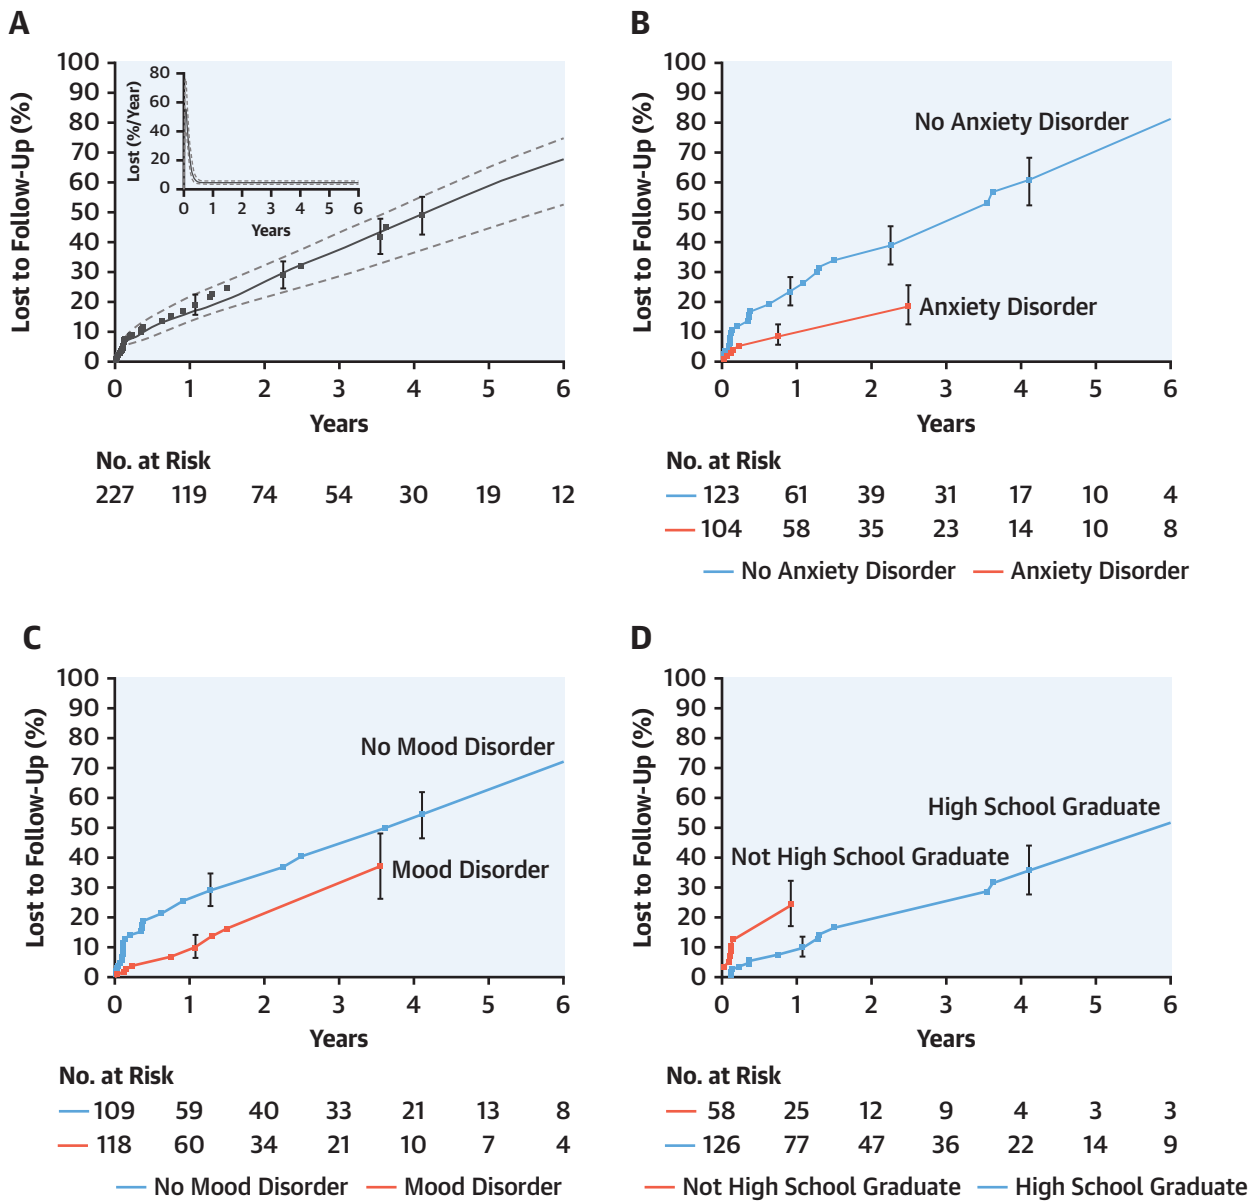 A
Lost to Follow-Up (%)
100
90
80
70
60
50
40
30
20
10
0
0 1 2 3 4 5 6
Years
Lost (%/Year)
80
60
40
20
0
0 1 2 3 4 5 6
Years
No. at Risk
227 119 74 54 30 19 12
B
Lost to Follow-Up (%)
100
90
80
70
60
50
40
30
20
10
0
No Anxiety Disorder
Anxiety Disorder
0 1 2 3 4 5 6
Years
No. at Risk
123 61 39 31 17 10 4
104 58 35 23 14 10 8
No Anxiety Disorder Anxiety Disorder
C
Lost to Follow-Up (%)
100
90
80
70
60
50
40
30
20
10
0
No Mood Disorder
Mood Disorder
0 1 2 3 4 5 6
Years
No. at Risk
109 59 40 33 21 13 8
118 60 34 21 10 7 4
No Mood Disorder Mood Disorder
D
Lost to Follow-Up (%)
100
90
80
70
60
50
40
30
20
10
0
High School Graduate
Not High School Graduate
0 1 2 3 4 5 6
Years
No. at Risk
58 25 12 9 4 3 3
126 77 47 36 22 14 9
Not High School Graduate High School Graduate